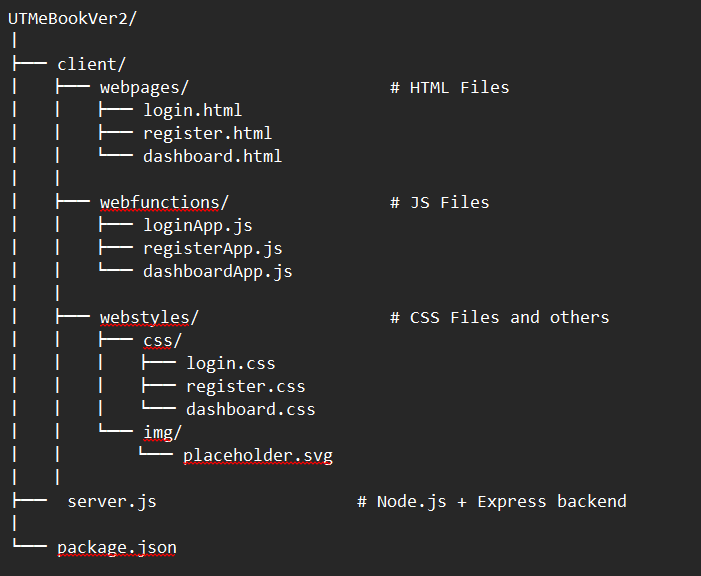 UTMeBookVer2/
│
├── client/
│   ├── webpages/                    # HTML Files
│   │   ├── login.html
│   │   ├── register.html
│   │   └── dashboard.html
│   │
│   ├── webfunctions/                # JS Files
│   │   ├── loginApp.js
│   │   ├── registerApp.js
│   │   └── dashboardApp.js
│   │
│   ├── webstyles/                   # CSS Files and others
│   │   ├── css/
│   │   │   ├── login.css
│   │   │   ├── register.css
│   │   │   └── dashboard.css
│   │   └── img/
│   │       └── placeholder.svg
│   │
├──  server.js                    # Node.js + Express backend
│
└── package.json